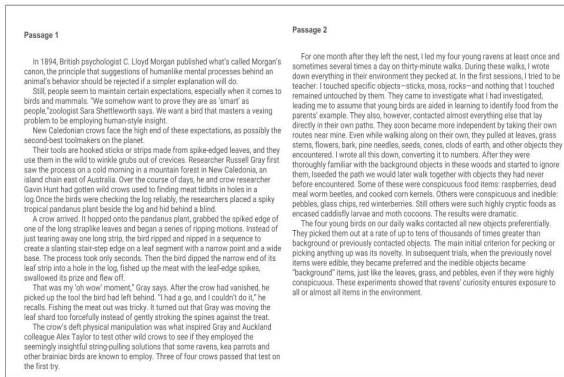 Passage 1
In 1894, British psychologist C. Lloyd Morgan published what's called Morgan's
canon, the principle that suggestions of humanlike mental processes behind an
animal's behavior should be rejected if a simpler explanation will do.
Still, people seem to maintain certain expectations, especially when it comes to
birds and mammals. "We somehow want to prove they are as 'smart' as
people,"zoologist Sara Shettleworth says. We want a bird that masters a vexing
problem to be employing human-style insight.
New Caledonian crows face the high end of these expectations, as possibly the
second-best toolmakers on the planet.
Their tools are hooked sticks or strips made from spike-edged leaves, and they
use them in the wild to winkle grubs out of crevices. Researcher Russell Gray first
saw the process on a cold morning in a mountain forest in New Caledonia, an
island chain east of Australia. Over the course of days, he and crow researcher
Gavin Hunt had gotten wild crows used to finding meat tidbits in holes in a
log.Once the birds were checking the log reliably, the researchers placed a spiky
tropical pandanus plant beside the log and hid behind a blind.
A crow arrived. It hopped onto the pandanus plant, grabbed the spiked edge of
one of the long straplike leaves and began a series of ripping motions. Instead of
just tearing away one long strip, the bird ripped and nipped in a sequence to
create a slanting stair-step edge on a leaf segment with a narrow point and a wide
base. The process took only seconds. Then the bird dipped the narrow end of its
leaf strip into a hole in the log, fished up the meat with the leaf-edge spikes,
swallowed its prize and flew off.
That was my 'oh wow' moment," Gray says. After the crow had vanished, he
picked up the tool the bird had left behind. "I had a go, and I couldn't do it," he
recalls. Fishing the meat out was tricky. It turned out that Gray was moving the
leaf shard too forcefully instead of gently stroking the spines against the treat.
The crow's deft physical manipulation was what inspired Gray and Auckland
colleague Alex Taylor to test other wild crows to see if they employed the
seemingly insightful string-pulling solutions that some ravens, kea parrots and
other brainiac birds are known to employ. Three of four crows passed that test on
the first try.
Passage 2
For one month after they left the nest, I led my four young ravens at least once and
sometimes several times a day on thirty-minute walks. During these walks, I wrote
down everything in their environment they pecked at. In the first sessions, I tried to be
teacher. I touched specific objects—sticks, moss, rocks—and nothing that I touched
remained untouched by them. They came to investigate what I had investigated,
leading me to assume that young birds are aided in learning to identify food from the
parents' example. They also, however, contacted almost everything else that lay
directly in their own paths. They soon became more independent by taking their own
routes near mine. Even while walking along on their own, they pulled at leaves, grass
stems, flowers, bark, pine needles, seeds, cones, clods of earth, and other objects they
encountered. I wrote all this down, converting it to numbers. After they were
thoroughly familiar with the background objects in these woods and started to ignore
them, Iseeded the path we would later walk together with objects they had never
before encountered. Some of these were conspicuous food items: raspberries, dead
meal worm beetles, and cooked corn kernels. Others were conspicuous and inedible:
pebbles, glass chips, red winterberries. Still others were such highly cryptic foods as
encased caddisfly larvae and moth cocoons. The results were dramatic.
The four young birds on our daily walks contacted all new objects preferentially.
They picked them out at a rate of up to tens of thousands of times greater than
background or previously contacted objects. The main initial criterion for pecking or
picking anything up was its novelty. In subsequent trials, when the previously novel
items were edible, they became preferred and the inedible objects became
"background" items, just like the leaves, grass, and pebbles, even if they were highly
conspicuous. These experiments showed that ravens' curiosity ensures exposure to
all or almost all items in the environment.